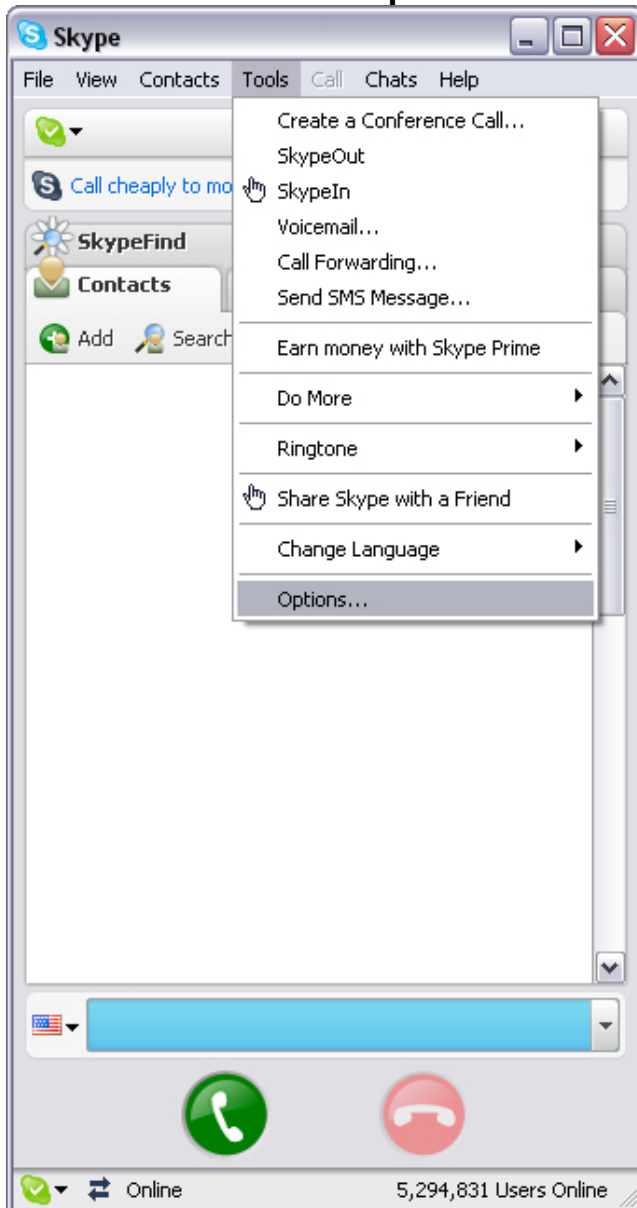 Skype
File View Contacts Tools Call Chats Help
Create a Conference Call...
SkypeOut
Call cheaply to mo
SkypeIn
Voicemail...
SkypeFind
Call Forwarding...
Contacts
Send SMS Message...
Add Search
Earn money with Skype Prime
Do More
Ringtone
Share Skype with a Friend
Change Language
Options...
Online 5,294,831 Users Online